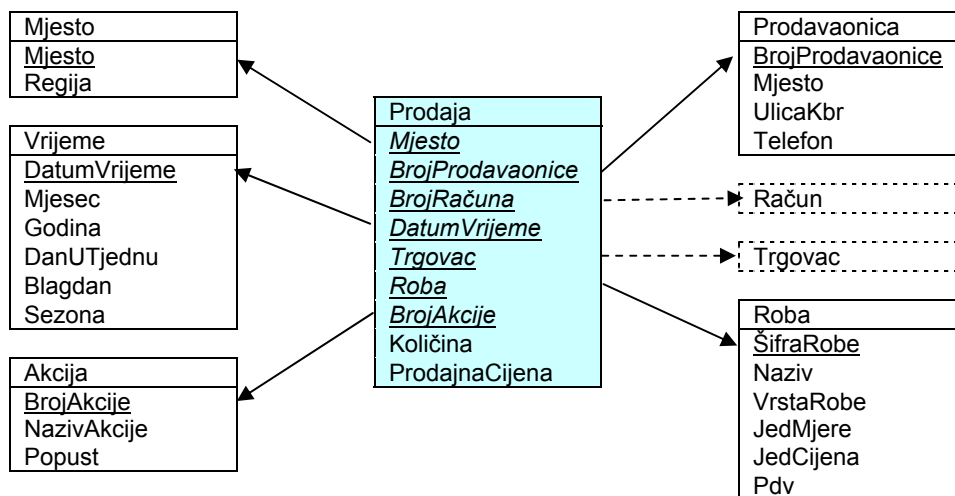 Mjesto
Mjesto
Regija
Vrijeme
DatumVrijeme
Mjesec
Godina
DanUTjednu
Blagdan
Sezona
Akcija
BrojAkcije
NazivAkcije
Popust
Prodaja
Mjesto
BrojProdavaonice
BrojRačuna
DatumVrijeme
Trgovac
Roba
BrojAkcije
Količina
ProdajnaCijena
Prodavaonica
BrojProdavaonice
Mjesto
UlicaKbr
Telefon
Račun
Trgovac
Roba
ŠifraRobe
Naziv
VrstaRobe
JedMjere
JedCijena
Pdv